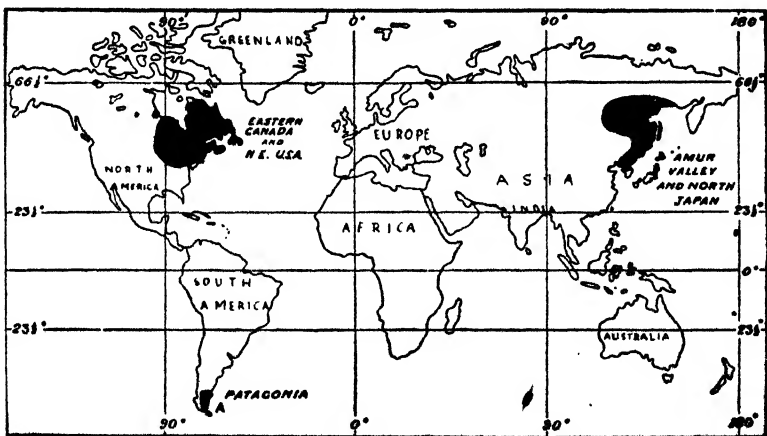 90° 0° 90° 180°
GREENLAND
66½° 66½°
EASTERN
CANADA
AND
N.E. U.S.A.
EUROPE
NORTH
AMERICA
ASIA
AMUR
VALLEY
AND NORTH
JAPAN
INDIA
23½° 23½°
AFRICA
0° 0°
SOUTH
AMERICA
23½° 23½°
AUSTRALIA
PATAGONIA
A
90° 0° 90° 180°